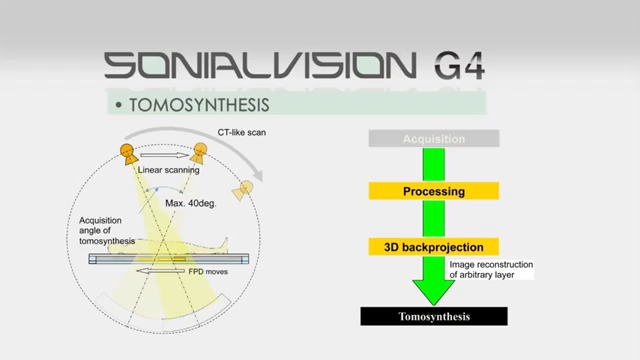 SONIALVISION G4
• TOMOSYNTHESIS
CT-like scan
Linear scanning
Max. 40deg.
Acquisition
angle of
tomosynthesis
FPD moves
Acquisition
Processing
3D backprojection
Image reconstruction
of arbitrary layer
Tomosynthesis